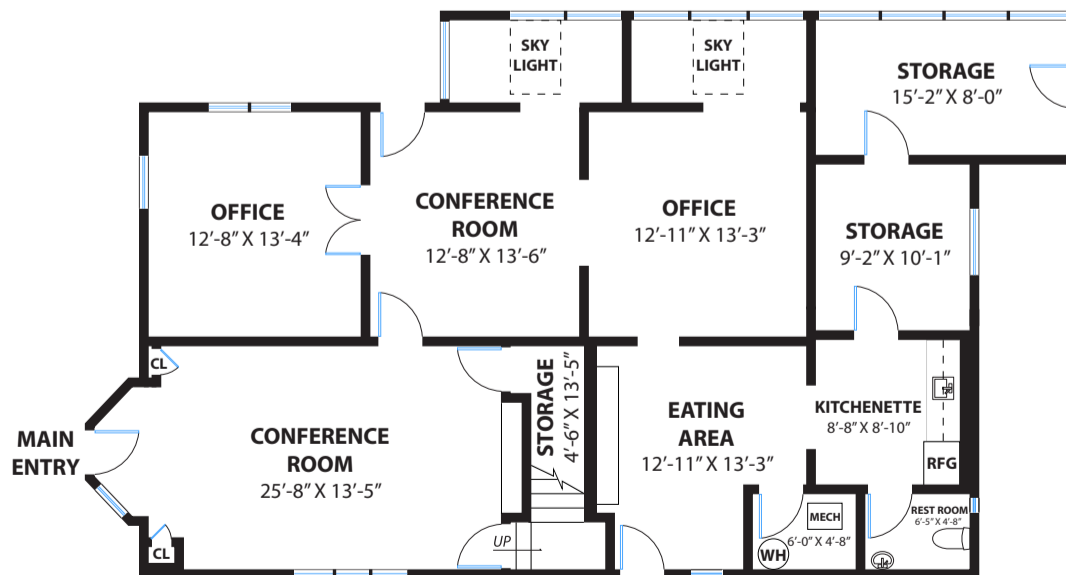 SKY
LIGHT
SKY
LIGHT
STORAGE
15’-2” X 8’-0”
OFFICE
12’-8” X 13’-4”
CONFERENCE
ROOM
12’-8” X 13’-6”
OFFICE
12’-11” X 13’-3”
STORAGE
9’-2” X 10’-1”
CL
MAIN
ENTRY
CONFERENCE
ROOM
25’-8” X 13’-5”
STORAGE
4’-6” X 13’-5”
EATING
AREA
12’-11” X 13’-3”
KITCHENETTE
8’-8” X 8’-10”
RFG
CL
UP
MECH
6’-0” X 4’-8”
WH
REST ROOM
6’-5” X 4’-8”